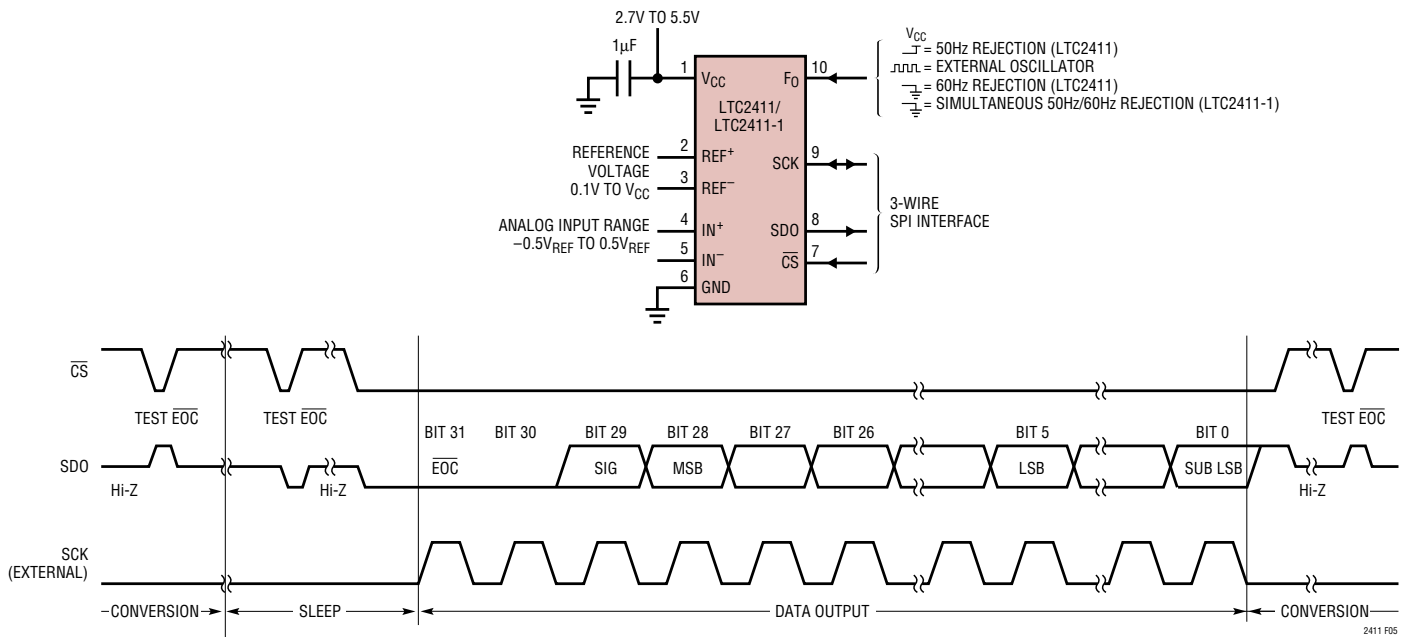 2.7V TO 5.5V
1µF
VCC
= 50Hz REJECTION (LTC2411)
= EXTERNAL OSCILLATOR
= 60Hz REJECTION (LTC2411)
= SIMULTANEOUS 50Hz/60Hz REJECTION (LTC2411-1)
1
VCC
FO
10
LTC2411/
LTC2411-1
REFERENCE
VOLTAGE
0.1V TO VCC
2
REF+
3
REF–
SCK
9
ANALOG INPUT RANGE
–0.5VREF TO 0.5VREF
4
IN+
5
IN–
6
GND
SDO
8
CS
7
3-WIRE
SPI INTERFACE
CS
TEST EOC
TEST EOC
TEST EOC
BIT 31
BIT 30
BIT 29
BIT 28
BIT 27
BIT 26
BIT 5
BIT 0
SDO
EOC
SIG
MSB
LSB
SUB LSB
Hi-Z
Hi-Z
Hi-Z
SCK
(EXTERNAL)
CONVERSION
SLEEP
DATA OUTPUT
CONVERSION
2411 F05